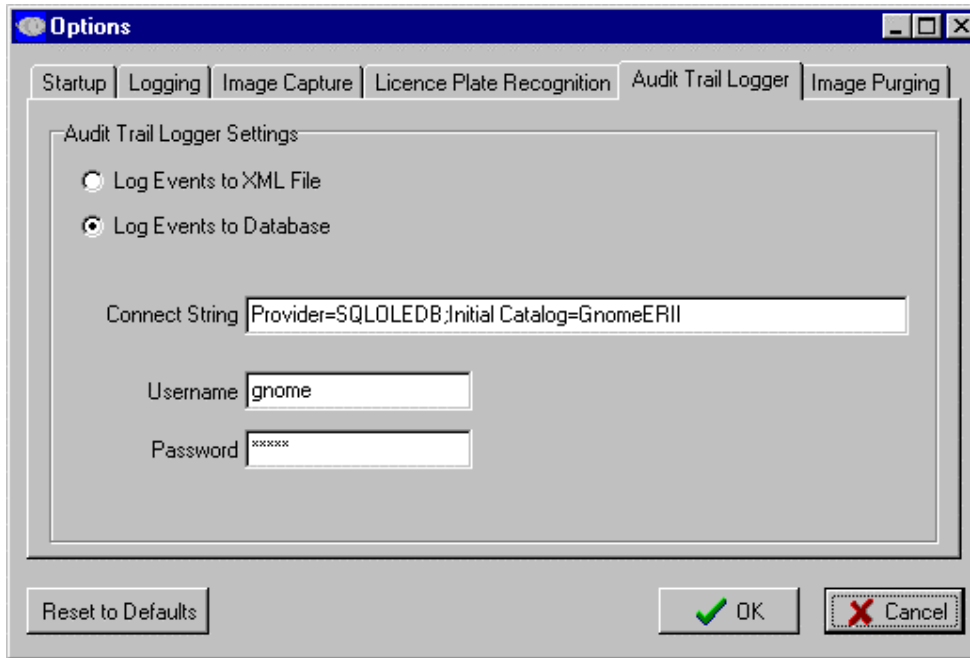 Options
Startup Logging Image Capture Licence Plate Recognition Audit Trail Logger Image Purging
Audit Trail Logger Settings
Log Events to XML File
Log Events to Database
Connect String Provider=SQLOLEDB;Initial Catalog=GnomeERII
Username gnome
Password *****
Reset to Defaults OK Cancel